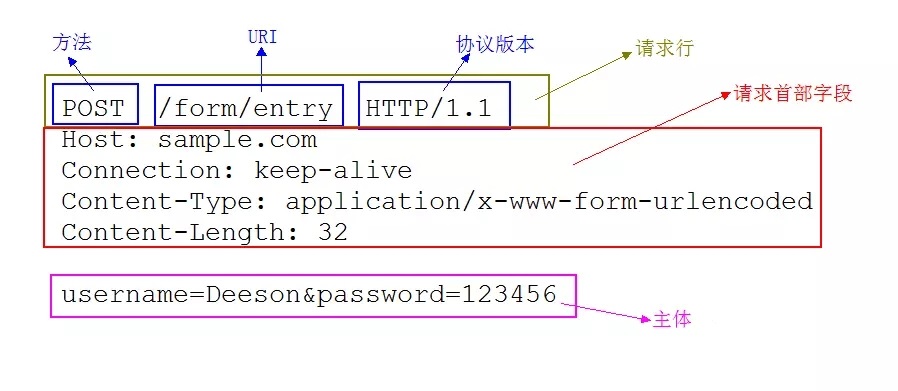 方法
URI
协议版本
请求行
POST /form/entry HTTP/1.1
请求首部字段
Host: sample.com
Connection: keep-alive
Content-Type: application/x-www-form-urlencoded
Content-Length: 32
username=Deeson&password=123456
主体